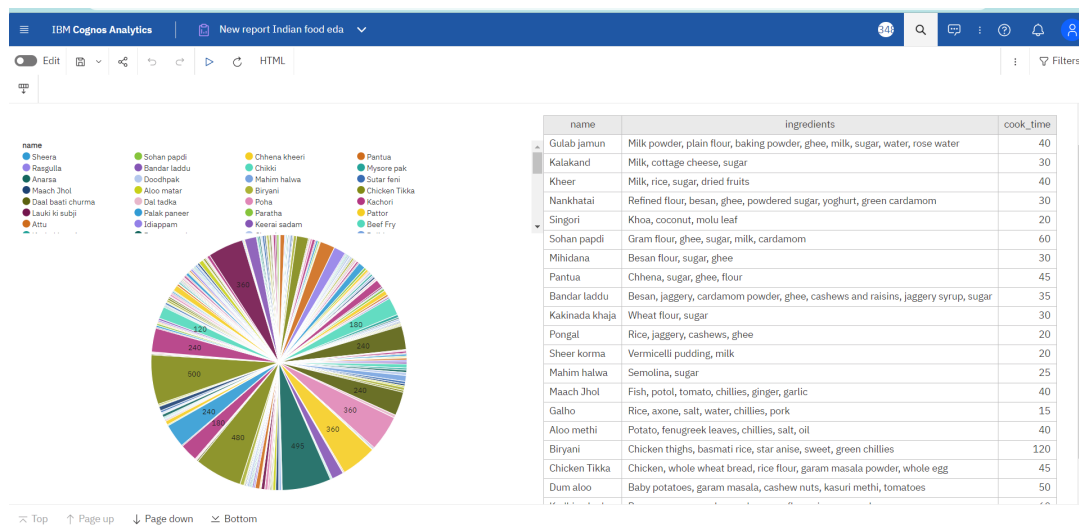 IBM Cognos Analytics
New report Indian food eda
Edit
HTML
Filters
name
Sheera Sohan papdi Chhena kheeri Pantua
Rasgulla Bandar laddu Chikki Mysore pak
Anarsa Doodhpak Mahim halwa Sutar feni
Maach Jhol Aloo matar Biryani Chicken Tikka
Daal baati churma Dal tadka Poha Kachori
Lauki ki subji Palak paneer Paratha Pattor
Attu Idiappam Keerai sadam Beef Fry
360
120
240
500
240
180
480
495
360
360
240
240
180
name ingredients cook_time
Gulab jamun Milk powder, plain flour, baking powder, ghee, milk, sugar, water, rose water 40
Kalakand Milk, cottage cheese, sugar 30
Kheer Milk, rice, sugar, dried fruits 40
Nankhatai Refined flour, besan, ghee, powdered sugar, yoghurt, green cardamom 30
Singori Khoa, coconut, molu leaf 20
Sohan papdi Gram flour, ghee, sugar, milk, cardamom 60
Mihidana Besan flour, sugar, ghee 30
Pantua Chhena, sugar, ghee, flour 45
Bandar laddu Besan, jaggery, cardamom powder, ghee, cashews and raisins, jaggery syrup, sugar 35
Kakinada khaja Wheat flour, sugar 30
Pongal Rice, jaggery, cashews, ghee 20
Sheer korma Vermicelli pudding, milk 20
Mahim halwa Semolina, sugar 25
Maach Jhol Fish, potol, tomato, chillies, ginger, garlic 40
Galho Rice, axone, salt, water, chillies, pork 15
Aloo methi Potato, fenugreek leaves, chillies, salt, oil 40
Biryani Chicken thighs, basmati rice, star anise, sweet, green chillies 120
Chicken Tikka Chicken, whole wheat bread, rice flour, garam masala powder, whole egg 45
Dum aloo Baby potatoes, garam masala, cashew nuts, kasuri methi, tomatoes 50
Top Page up Page down Bottom